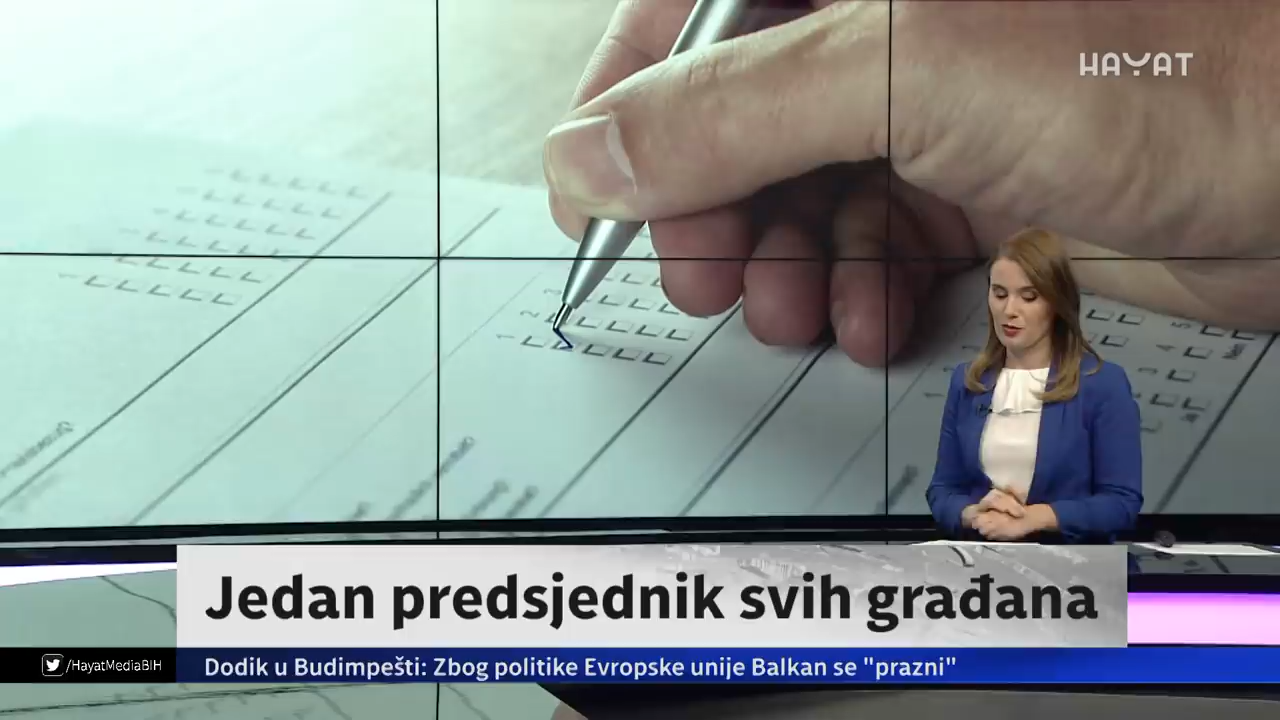 HAYAT
Jedan predsjednik svih građana
/HayatMediaBIH
Dodik u Budimpešti: Zbog politike Evropske unije Balkan se "prazni"